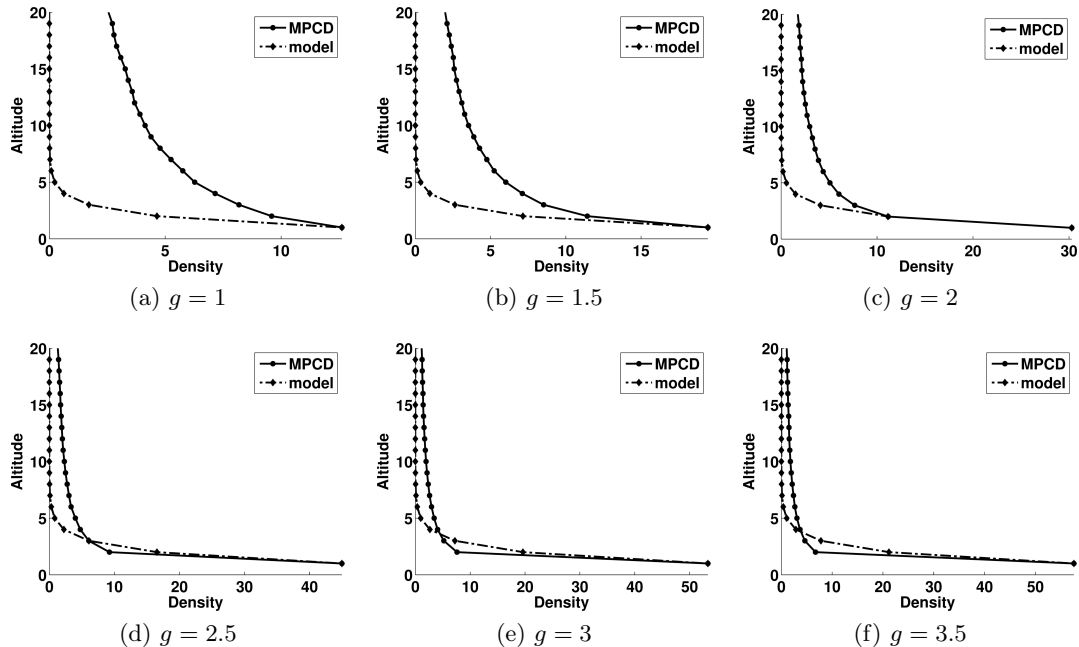 20
15
10
5
0
Altitude
0 5 10
Density
MPCD
model
(a) g = 1
20
15
10
5
0
Altitude
0 5 10 15
Density
MPCD
model
(b) g = 1.5
20
15
10
5
0
Altitude
0 10 20 30
Density
MPCD
model
(c) g = 2
20
15
10
5
0
Altitude
0 10 20 30 40
Density
MPCD
model
(d) g = 2.5
20
15
10
5
0
Altitude
0 10 20 30 40 50
Density
MPCD
model
(e) g = 3
20
15
10
5
0
Altitude
0 10 20 30 40 50
Density
MPCD
model
(f) g = 3.5